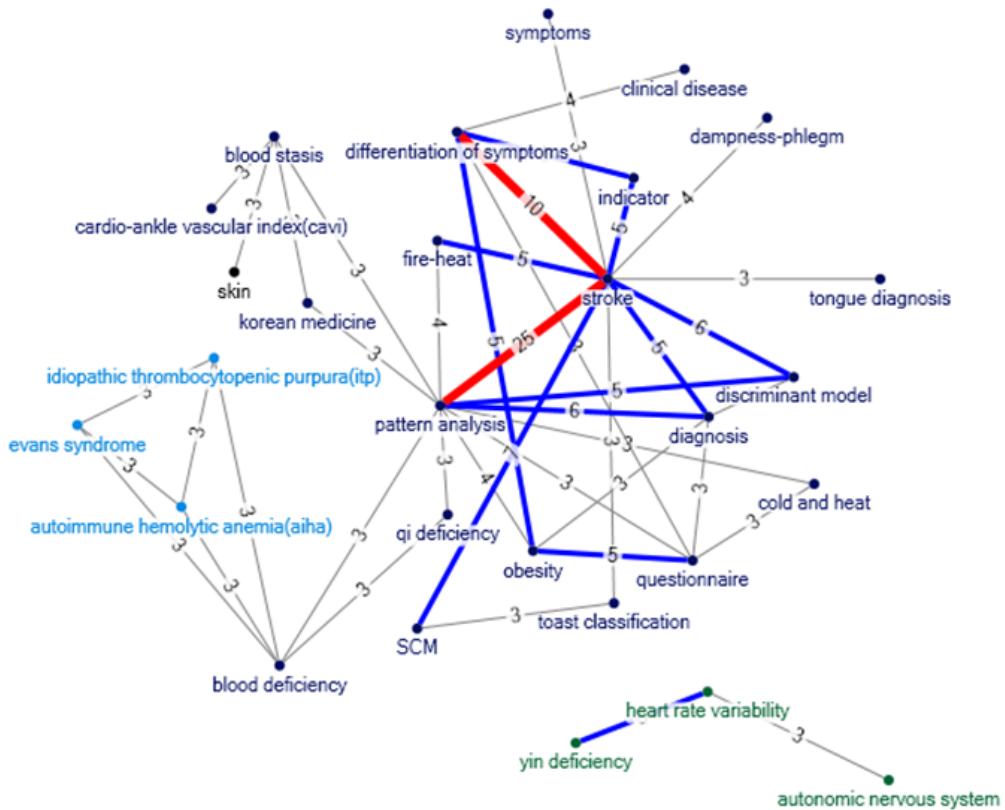 symptoms
4
clinical disease
dampness-phlegm
blood stasis
differentiation of symptoms
3
3
indicator
4
3
10
cardio-ankle vascular index(cavi)
5
fire-heat
5
3
3
skin
stroke
tongue diagnosis
korean medicine
4
6
5
25
5
3
3
idiopathic thrombocytopenic purpura(itp)
5
discriminant model
6
pattern analysis
diagnosis
evans syndrome
3
3
3
3
3
4
3
3
3
cold and heat
3
autoimmune hemolytic anemia(aiha)
3
qi deficiency
3
3
5
obesity
questionnaire
3
3
3
toast classification
SCM
blood deficiency
heart rate variability
3
yin deficiency
autonomic nervous system